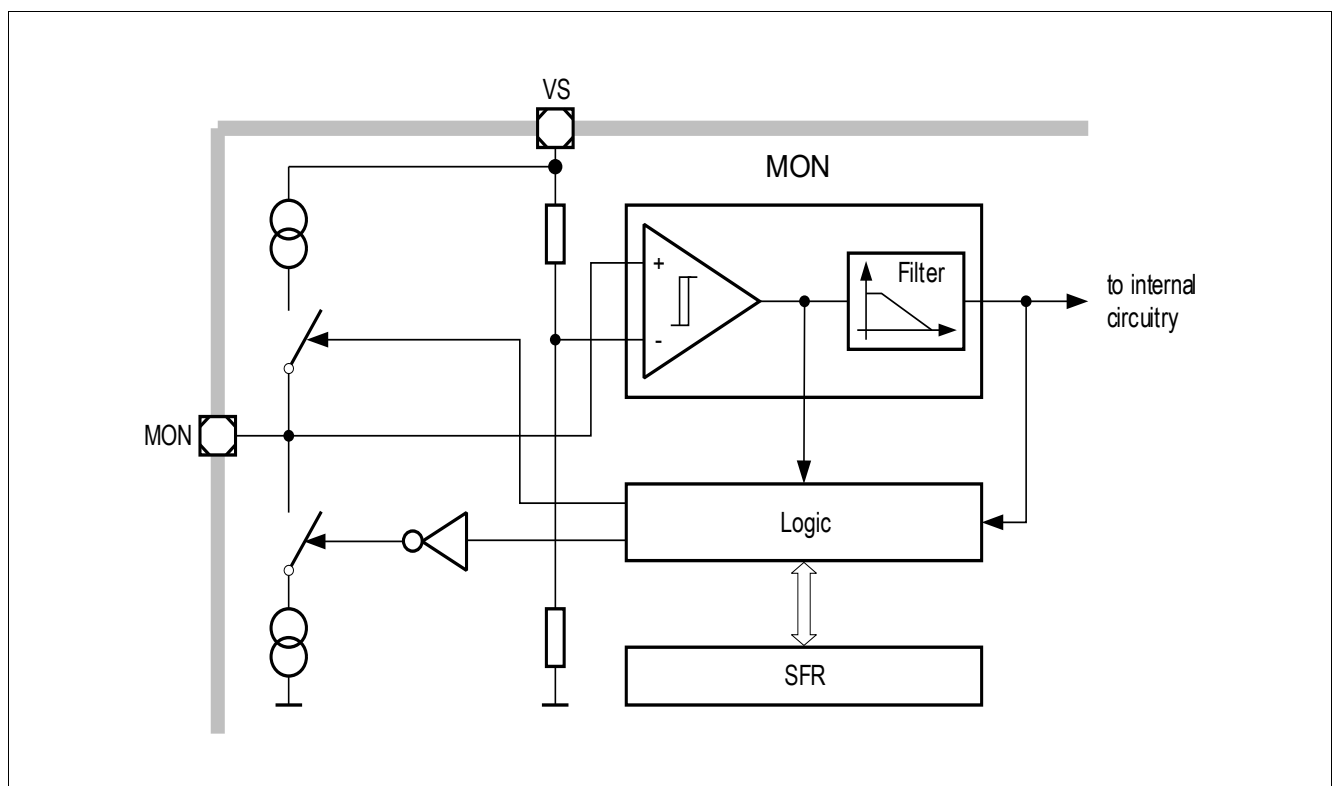 VS
MON
+
-
Filter
to internal
circuitry
MON
Logic
SFR